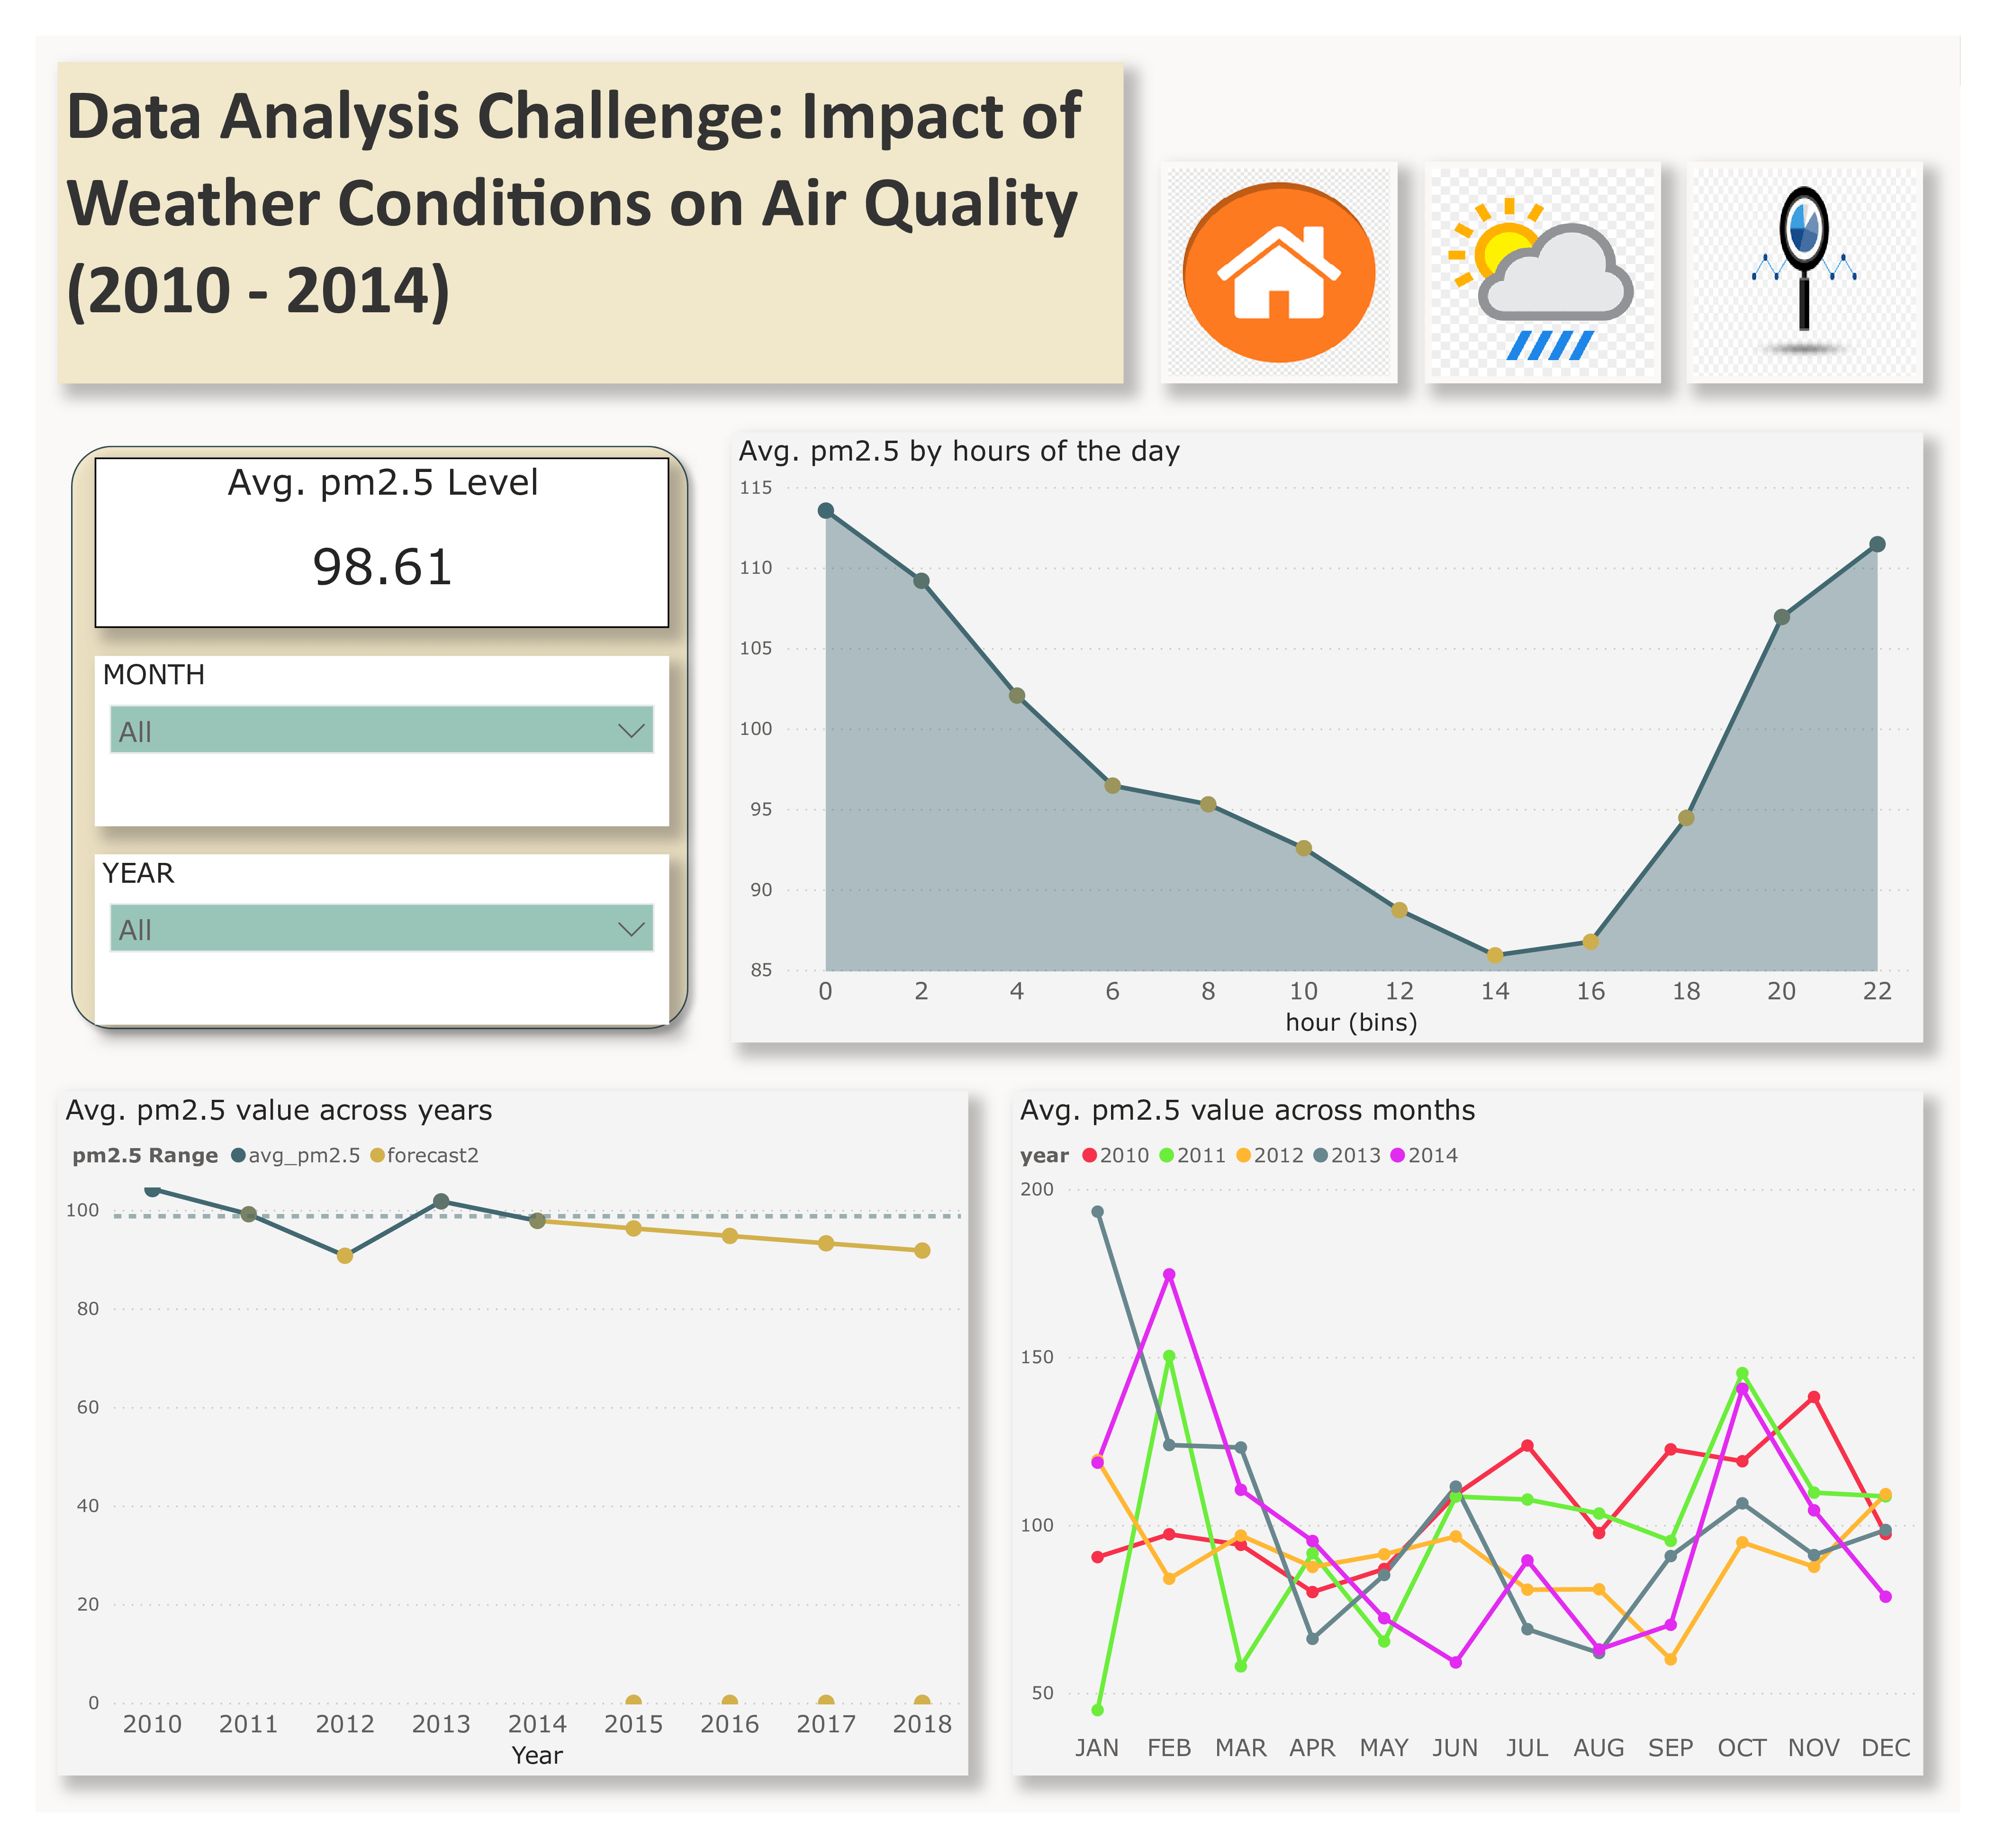 Data Analysis Challenge: Impact of
Weather Conditions on Air Quality
(2010 - 2014)
Avg. pm2.5 Level
98.61
MONTH
All
YEAR
All
Avg. pm2.5 by hours of the day
115
110
105
100
95
90
85
0 2 4 6 8 10 12 14 16 18 20 22
hour (bins)
Avg. pm2.5 value across years
pm2.5 Range avg_pm2.5 forecast2
100
80
60
40
20
0
2010 2011 2012 2013 2014 2015 2016 2017 2018
Year
Avg. pm2.5 value across months
year 2010 2011 2012 2013 2014
200
150
100
50
JAN FEB MAR APR MAY JUN JUL AUG SEP OCT NOV DEC